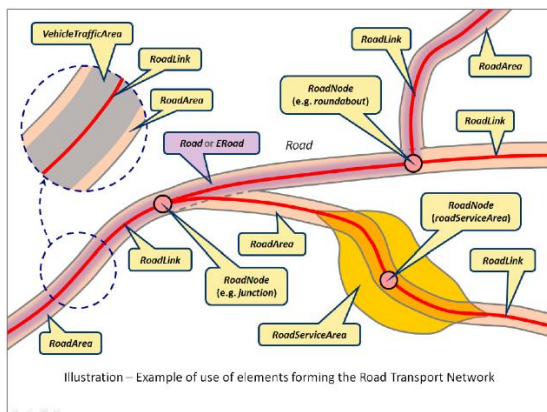 VehicleTrafficArea
RoadLink
RoadArea
RoadLink
RoadArea
RoadNode
(e.g. roundabout)
RoadLink
Road or ERoad
Road
RoadNode
(roadServiceArea)
RoadArea
RoadLink
RoadLink
RoadNode
(e.g. junction)
RoadServiceArea
RoadArea
Illustration – Example of use of elements forming the Road Transport Network